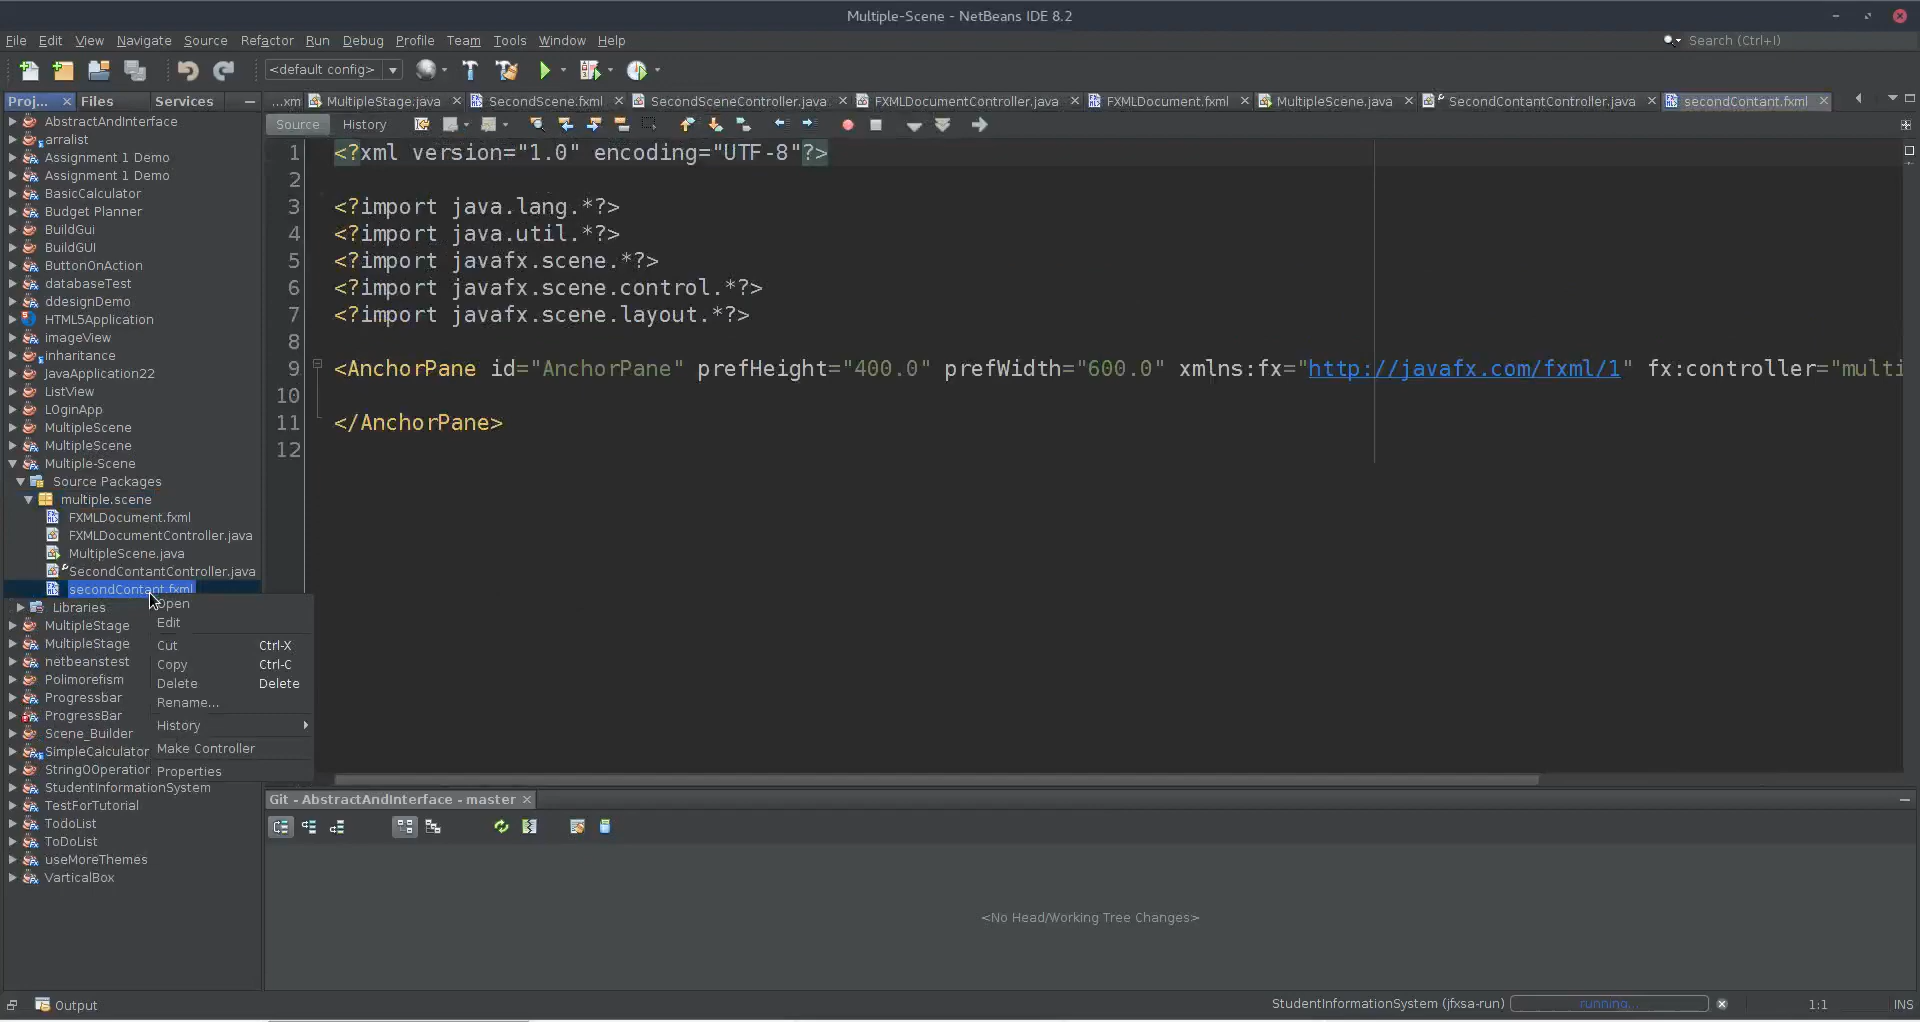 Multiple-Scene - NetBeans IDE 8.2
File Edit View Navigate Source Refactor Run Debug Profile Team Tools Window Help
Search (Ctrl+I)
<default config>
Proj... Files Services
...xm MultipleStage.java SecondScene.fxml SecondSceneController.java FXMLDocumentController.java FXMLDocument.fxml MultipleScene.java SecondContantController.java secondContant.fxml
Source History
AbstractAndInterface
arralist
Assignment 1 Demo
Assignment 1 Demo
BasicCalculator
Budget Planner
BuildGui
BuildGUI
ButtonOnAction
databaseTest
ddesignDemo
HTML5Application
imageView
inharitance
JavaApplication22
ListView
LOginApp
MultipleScene
MultipleScene
Multiple-Scene
Source Packages
multiple.scene
FXMLDocument.fxml
FXMLDocumentController.java
MultipleScene.java
SecondContantController.java
secondContant.fxml
Libraries
MultipleStage
MultipleStage
netbeanstest
Polimorefism
Progressbar
ProgressBar
Scene_Builder
SimpleCalculator
StringOOperation
StudentInformationSystem
TestForTutorial
TodoList
ToDoList
useMoreThemes
VarticalBox
Open
Edit
Cut Ctrl-X
Copy Ctrl-C
Delete Delete
Rename...
History
Make Controller
Properties
1 <?xml version="1.0" encoding="UTF-8"?>
2
3 <?import java.lang.*?>
4 <?import java.util.*?>
5 <?import javafx.scene.*?>
6 <?import javafx.scene.control.*?>
7 <?import javafx.scene.layout.*?>
8
9 <AnchorPane id="AnchorPane" prefHeight="400.0" prefWidth="600.0" xmlns:fx="http://javafx.com/fxml/1" fx:controller="multi
10
11 </AnchorPane>
12
Git - AbstractAndInterface - master
<No Head/Working Tree Changes>
Output
StudentInformationSystem (jfxsa-run) running... 1:1 INS